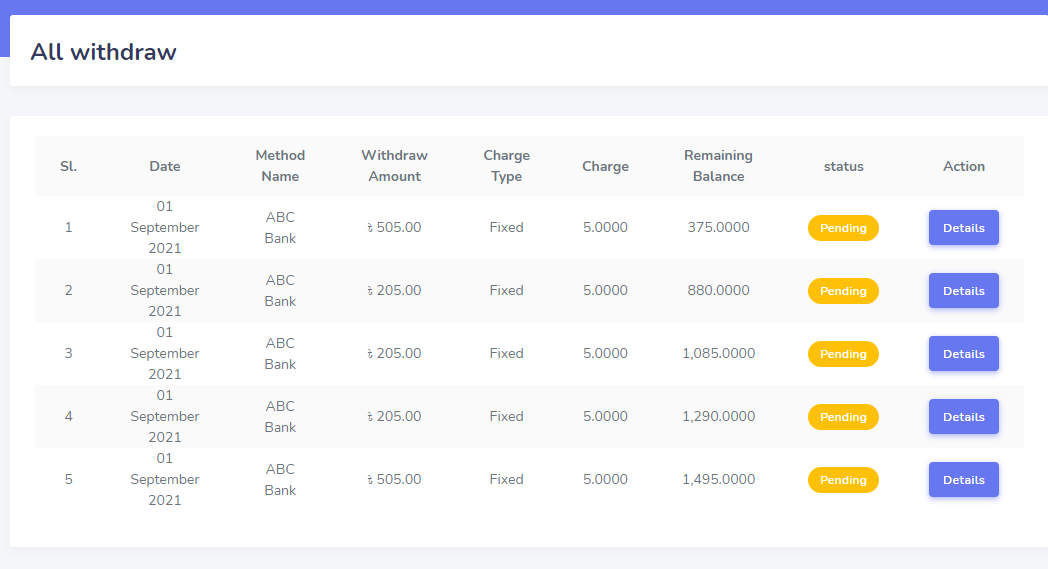 All withdraw
Sl. Date Method Name Withdraw Amount Charge Type Charge Remaining Balance status Action
1 01 September 2021 ABC Bank ৳ 505.00 Fixed 5.0000 375.0000 Pending Details
2 01 September 2021 ABC Bank ৳ 205.00 Fixed 5.0000 880.0000 Pending Details
3 01 September 2021 ABC Bank ৳ 205.00 Fixed 5.0000 1,085.0000 Pending Details
4 01 September 2021 ABC Bank ৳ 205.00 Fixed 5.0000 1,290.0000 Pending Details
5 01 September 2021 ABC Bank ৳ 505.00 Fixed 5.0000 1,495.0000 Pending Details